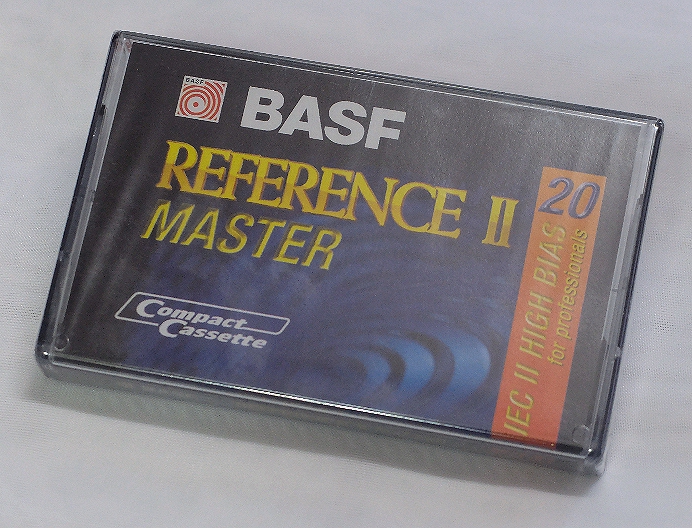 BASF
BASF
REFERENCE II
MASTER
Compact
Cassette
20
IEC II HIGH BIAS
for professionals